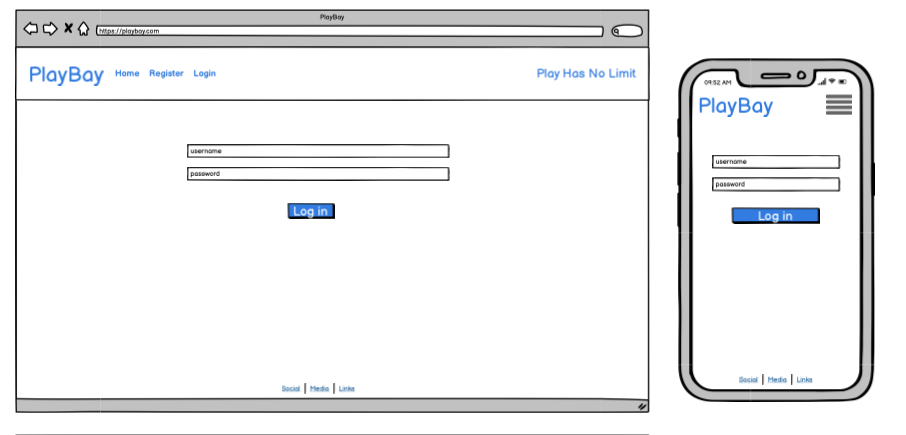 PlayBay
https://playbay.com
PlayBay Home Register Login Play Has No Limit
username
password
Log in
Social | Media | Links
09:52 AM
PlayBay
username
password
Log in
Social | Media | Links